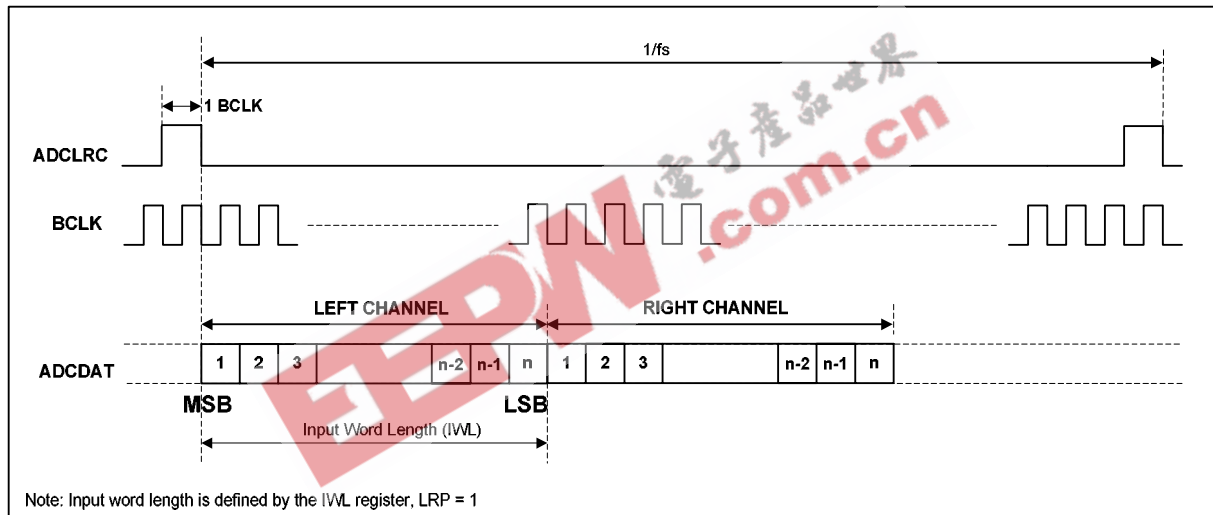 1/fs
1 BCLK
ADCLRC
BCLK
LEFT CHANNEL
RIGHT CHANNEL
ADCDAT
1 2 3 n-2 n-1 n 1 2 3 n-2 n-1 n
MSB
LSB
Input Word Length (IWL)
Note: Input word length is defined by the IWL register, LRP = 1
EEPW .com.cn
電子產品世界